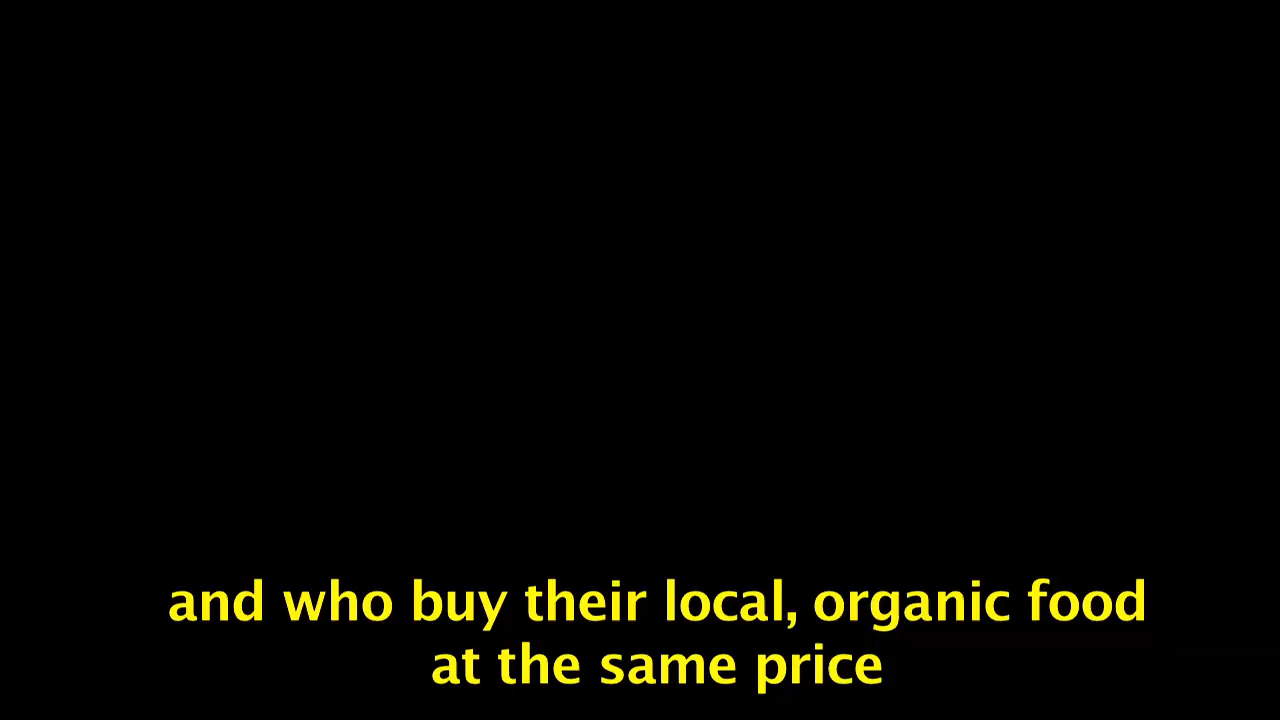 and who buy their local, organic food
at the same price